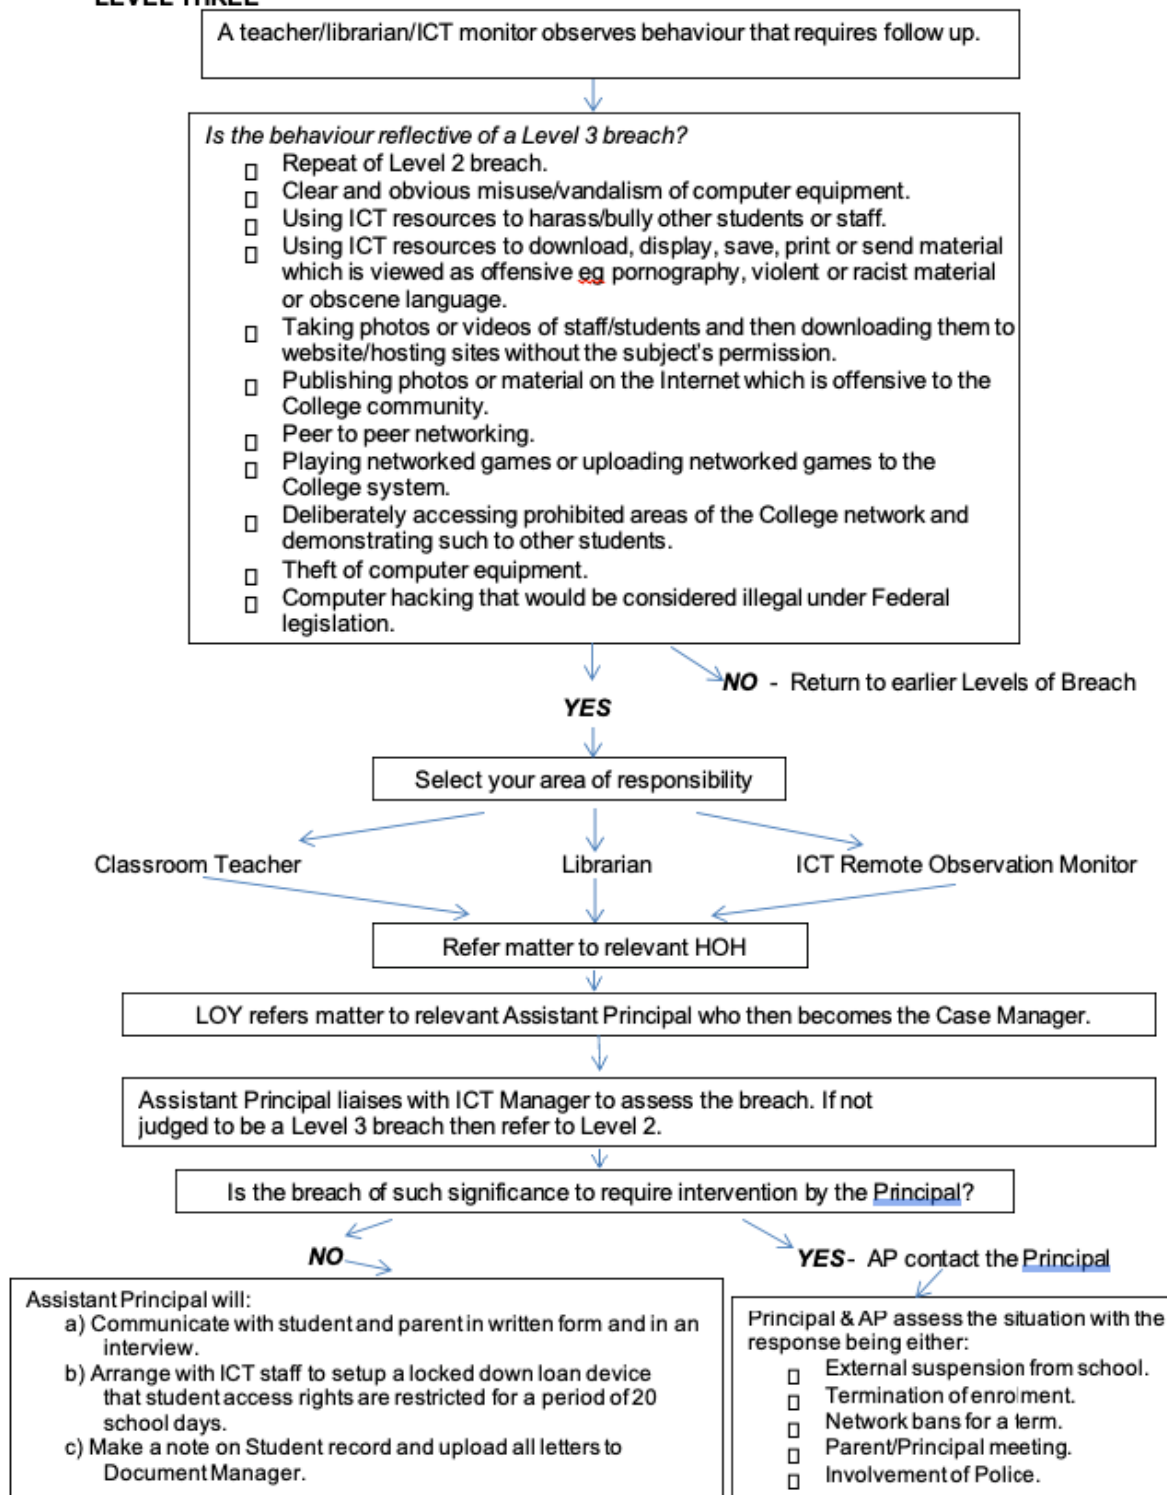 LEVEL THREE
A teacher/librarian/ICT monitor observes behaviour that requires follow up.
Is the behaviour reflective of a Level 3 breach?
Repeat of Level 2 breach.
Clear and obvious misuse/vandalism of computer equipment.
Using ICT resources to harass/bully other students or staff.
Using ICT resources to download, display, save, print or send material
which is viewed as offensive eg pornography, violent or racist material
or obscene language.
Taking photos or videos of staff/students and then downloading them to
website/hosting sites without the subject's permission.
Publishing photos or material on the Internet which is offensive to the
College community.
Peer to peer networking.
Playing networked games or uploading networked games to the
College system.
Deliberately accessing prohibited areas of the College network and
demonstrating such to other students.
Theft of computer equipment.
Computer hacking that would be considered illegal under Federal
legislation.
NO - Return to earlier Levels of Breach
YES
Select your area of responsibility
Classroom Teacher
Librarian
ICT Remote Observation Monitor
Refer matter to relevant HOH
LOY refers matter to relevant Assistant Principal who then becomes the Case Manager.
Assistant Principal liaises with ICT Manager to assess the breach. If not
judged to be a Level 3 breach then refer to Level 2.
Is the breach of such significance to require intervention by the Principal?
NO
YES- AP contact the Principal
Assistant Principal will:
a) Communicate with student and parent in written form and in an
interview.
b) Arrange with ICT staff to setup a locked down loan device
that student access rights are restricted for a period of 20
school days.
c) Make a note on Student record and upload all letters to
Document Manager.
Principal & AP assess the situation with the
response being either:
External suspension from school.
Termination of enrolment.
Network bans for a term.
Parent/Principal meeting.
Involvement of Police.